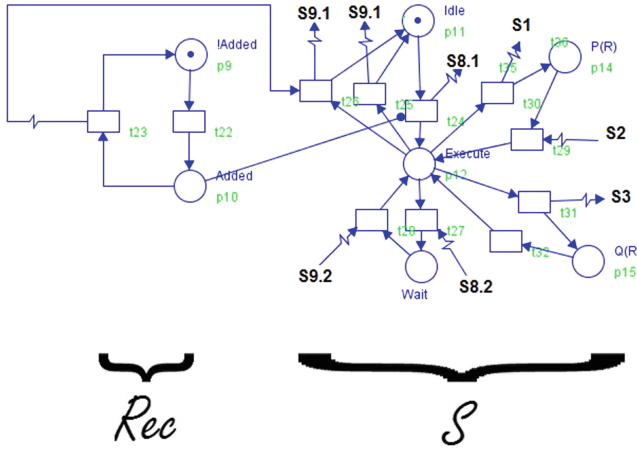 S9.1
S9.1
Idle
p11
S1
t36
P(R)
p14
!Added
p9
S8.1
t26
t25
t35
t30
t24
t23
t22
t29
S2
Execute
p12
Added
p10
S3
t31
t28
t27
t32
Q(R
p15
S9.2
S8.2
Wait
Rec
S